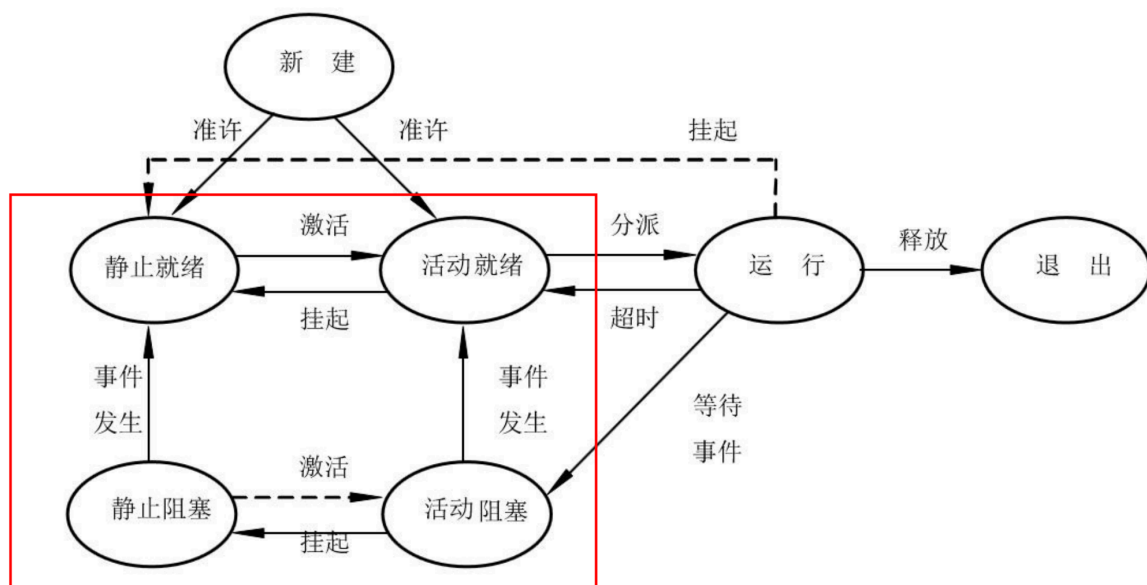 新 建
准许
准许
挂起
静止就绪
激活
挂起
活动就绪
分派
超时
运 行
释放
退 出
事件
发生
事件
发生
等待
事件
静止阻塞
激活
挂起
活动阻塞